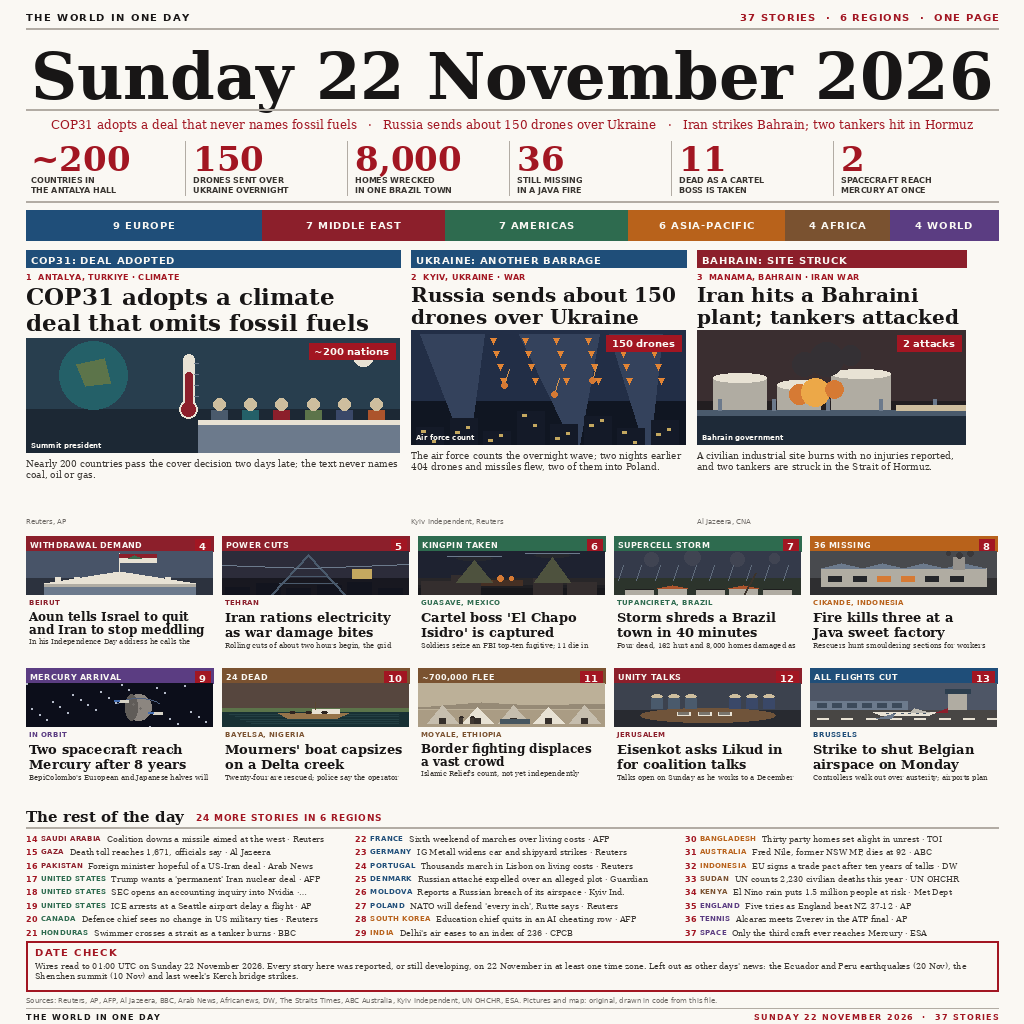 THE WORLD IN ONE DAY
37 STORIES · 6 REGIONS · ONE PAGE
Sunday 22 November 2026
COP31 adopts a deal that never names fossil fuels · Russia sends about 150 drones over Ukraine · Iran strikes Bahrain; two tankers hit in Hormuz
~200
COUNTRIES IN
THE ANTALYA HALL
150
DRONES SENT OVER
UKRAINE OVERNIGHT
8,000
HOMES WRECKED
IN ONE BRAZIL TOWN
36
STILL MISSING
IN A JAVA FIRE
11
DEAD AS A CARTEL
BOSS IS TAKEN
2
SPACECRAFT REACH
MERCURY AT ONCE
9 EUROPE
7 MIDDLE EAST
7 AMERICAS
6 ASIA-PACIFIC
4 AFRICA
4 WORLD
COP31: DEAL ADOPTED
1 ANTALYA, TURKIYE · CLIMATE
COP31 adopts a climate
deal that omits fossil fuels
~200 nations
Summit president
Nearly 200 countries pass the cover decision two days late; the text never names
coal, oil or gas.
Reuters, AP
UKRAINE: ANOTHER BARRAGE
2 KYIV, UKRAINE · WAR
Russia sends about 150
drones over Ukraine
150 drones
Air force count
The air force counts the overnight wave; two nights earlier
404 drones and missiles flew, two of them into Poland.
Kyiv Independent, Reuters
BAHRAIN: SITE STRUCK
3 MANAMA, BAHRAIN · IRAN WAR
Iran hits a Bahraini
plant; tankers attacked
2 attacks
Bahrain government
A civilian industrial site burns with no injuries reported,
and two tankers are struck in the Strait of Hormuz.
Al Jazeera, CNA
WITHDRAWAL DEMAND 4
BEIRUT
Aoun tells Israel to quit
and Iran to stop meddling
In his Independence Day address he calls the
POWER CUTS 5
TEHRAN
Iran rations electricity
as war damage bites
Rolling cuts of about two hours begin, the grid
KINGPIN TAKEN 6
GUASAVE, MEXICO
Cartel boss 'El Chapo
Isidro' is captured
Soldiers seize an FBI top-ten fugitive; 11 die in
SUPERCELL STORM 7
TUPANCIRETA, BRAZIL
Storm shreds a Brazil
town in 40 minutes
Four dead, 182 hurt and 8,000 homes damaged as
36 MISSING 8
CIKANDE, INDONESIA
Fire kills three at a
Java sweet factory
Rescuers hunt smouldering sections for workers
MERCURY ARRIVAL 9
IN ORBIT
Two spacecraft reach
Mercury after 8 years
BepiColombo's European and Japanese halves will
24 DEAD 10
BAYELSA, NIGERIA
Mourners' boat capsizes
on a Delta creek
Twenty-four are rescued; police say the operator
~700,000 FLEE 11
MOYALE, ETHIOPIA
Border fighting displaces
a vast crowd
Islamic Relief's count, not yet independently
UNITY TALKS 12
JERUSALEM
Eisenkot asks Likud in
for coalition talks
Talks open on Sunday as he works to a December
ALL FLIGHTS CUT 13
BRUSSELS
Strike to shut Belgian
airspace on Monday
Controllers walk out over austerity; airports plan
The rest of the day 24 MORE STORIES IN 6 REGIONS
14 SAUDI ARABIA Coalition downs a missile aimed at the west · Reuters
15 GAZA Death toll reaches 1,671, officials say · Al Jazeera
16 PAKISTAN Foreign minister hopeful of a US-Iran deal · Arab News
17 UNITED STATES Trump wants a 'permanent' Iran nuclear deal · AFP
18 UNITED STATES SEC opens an accounting inquiry into Nvidia ·...
19 UNITED STATES ICE arrests at a Seattle airport delay a flight · AP
20 CANADA Defence chief sees no change in US military ties · Reuters
21 HONDURAS Swimmer crosses a strait as a tanker burns · BBC
22 FRANCE Sixth weekend of marches over living costs · AFP
23 GERMANY IG Metall widens car and shipyard strikes · Reuters
24 PORTUGAL Thousands march in Lisbon on living costs · Reuters
25 DENMARK Russian attaché expelled over an alleged plot · Guardian
26 MOLDOVA Reports a Russian breach of its airspace · Kyiv Ind.
27 POLAND NATO will defend 'every inch', Rutte says · Reuters
28 SOUTH KOREA Education chief quits in an AI cheating row · AFP
29 INDIA Delhi's air eases to an index of 236 · CPCB
30 BANGLADESH Thirty party homes set alight in unrest · TOI
31 AUSTRALIA Fred Nile, former NSW MP, dies at 92 · ABC
32 INDONESIA EU signs a trade pact after ten years of talks · DW
33 SUDAN UN counts 2,230 civilian deaths this year · UN OHCHR
34 KENYA El Nino rain puts 1.5 million people at risk · Met Dept
35 ENGLAND Five tries as England beat NZ 37-12 · AP
36 TENNIS Alcaraz meets Zverev in the ATP final · AP
37 SPACE Only the third craft ever reaches Mercury · ESA
DATE CHECK
Wires read to 01:00 UTC on Sunday 22 November 2026. Every story here was reported, or still developing, on 22 November in at least one time zone. Left out as other days' news: the Ecuador and Peru earthquakes (20 Nov), the
Shenzhen summit (10 Nov) and last week's Kerch bridge strikes.
Sources: Reuters, AP, AFP, Al Jazeera, BBC, Arab News, Africanews, DW, The Straits Times, ABC Australia, Kyiv Independent, UN OHCHR, ESA. Pictures and map: original, drawn in code from this file.
THE WORLD IN ONE DAY
SUNDAY 22 NOVEMBER 2026 · 37 STORIES